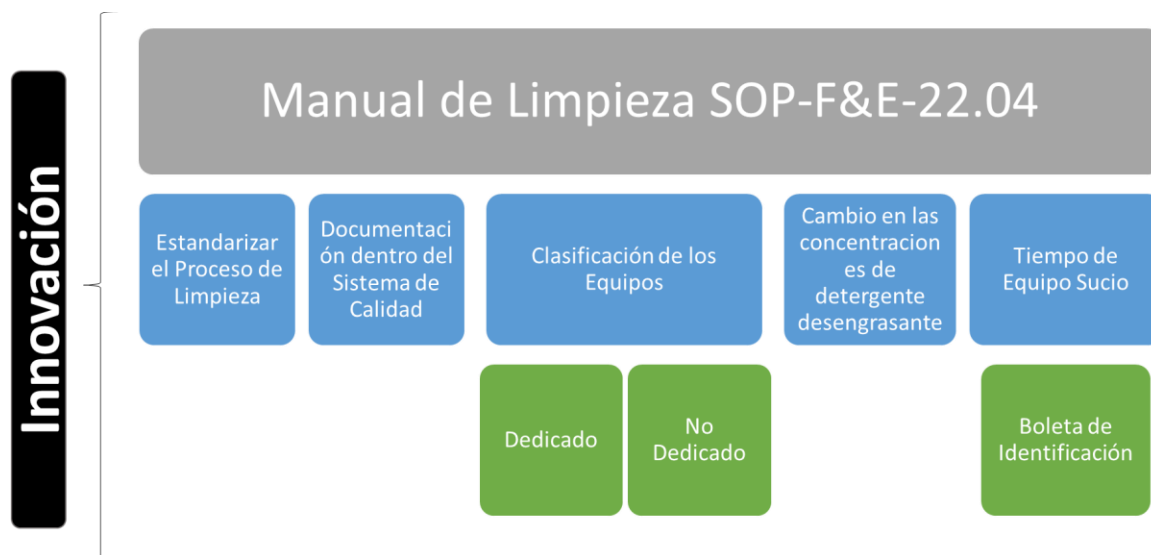 Innovación
Manual de Limpieza SOP-F&E-22.04
Estandarizar
el Proceso de
Limpieza
Documentaci
ón dentro del
Sistema de
Calidad
Clasificación de los
Equipos
Cambio en las
concentracion
es de
detergente
desengrasante
Tiempo de
Equipo Sucio
Dedicado
No
Dedicado
Boleta de
Identificación